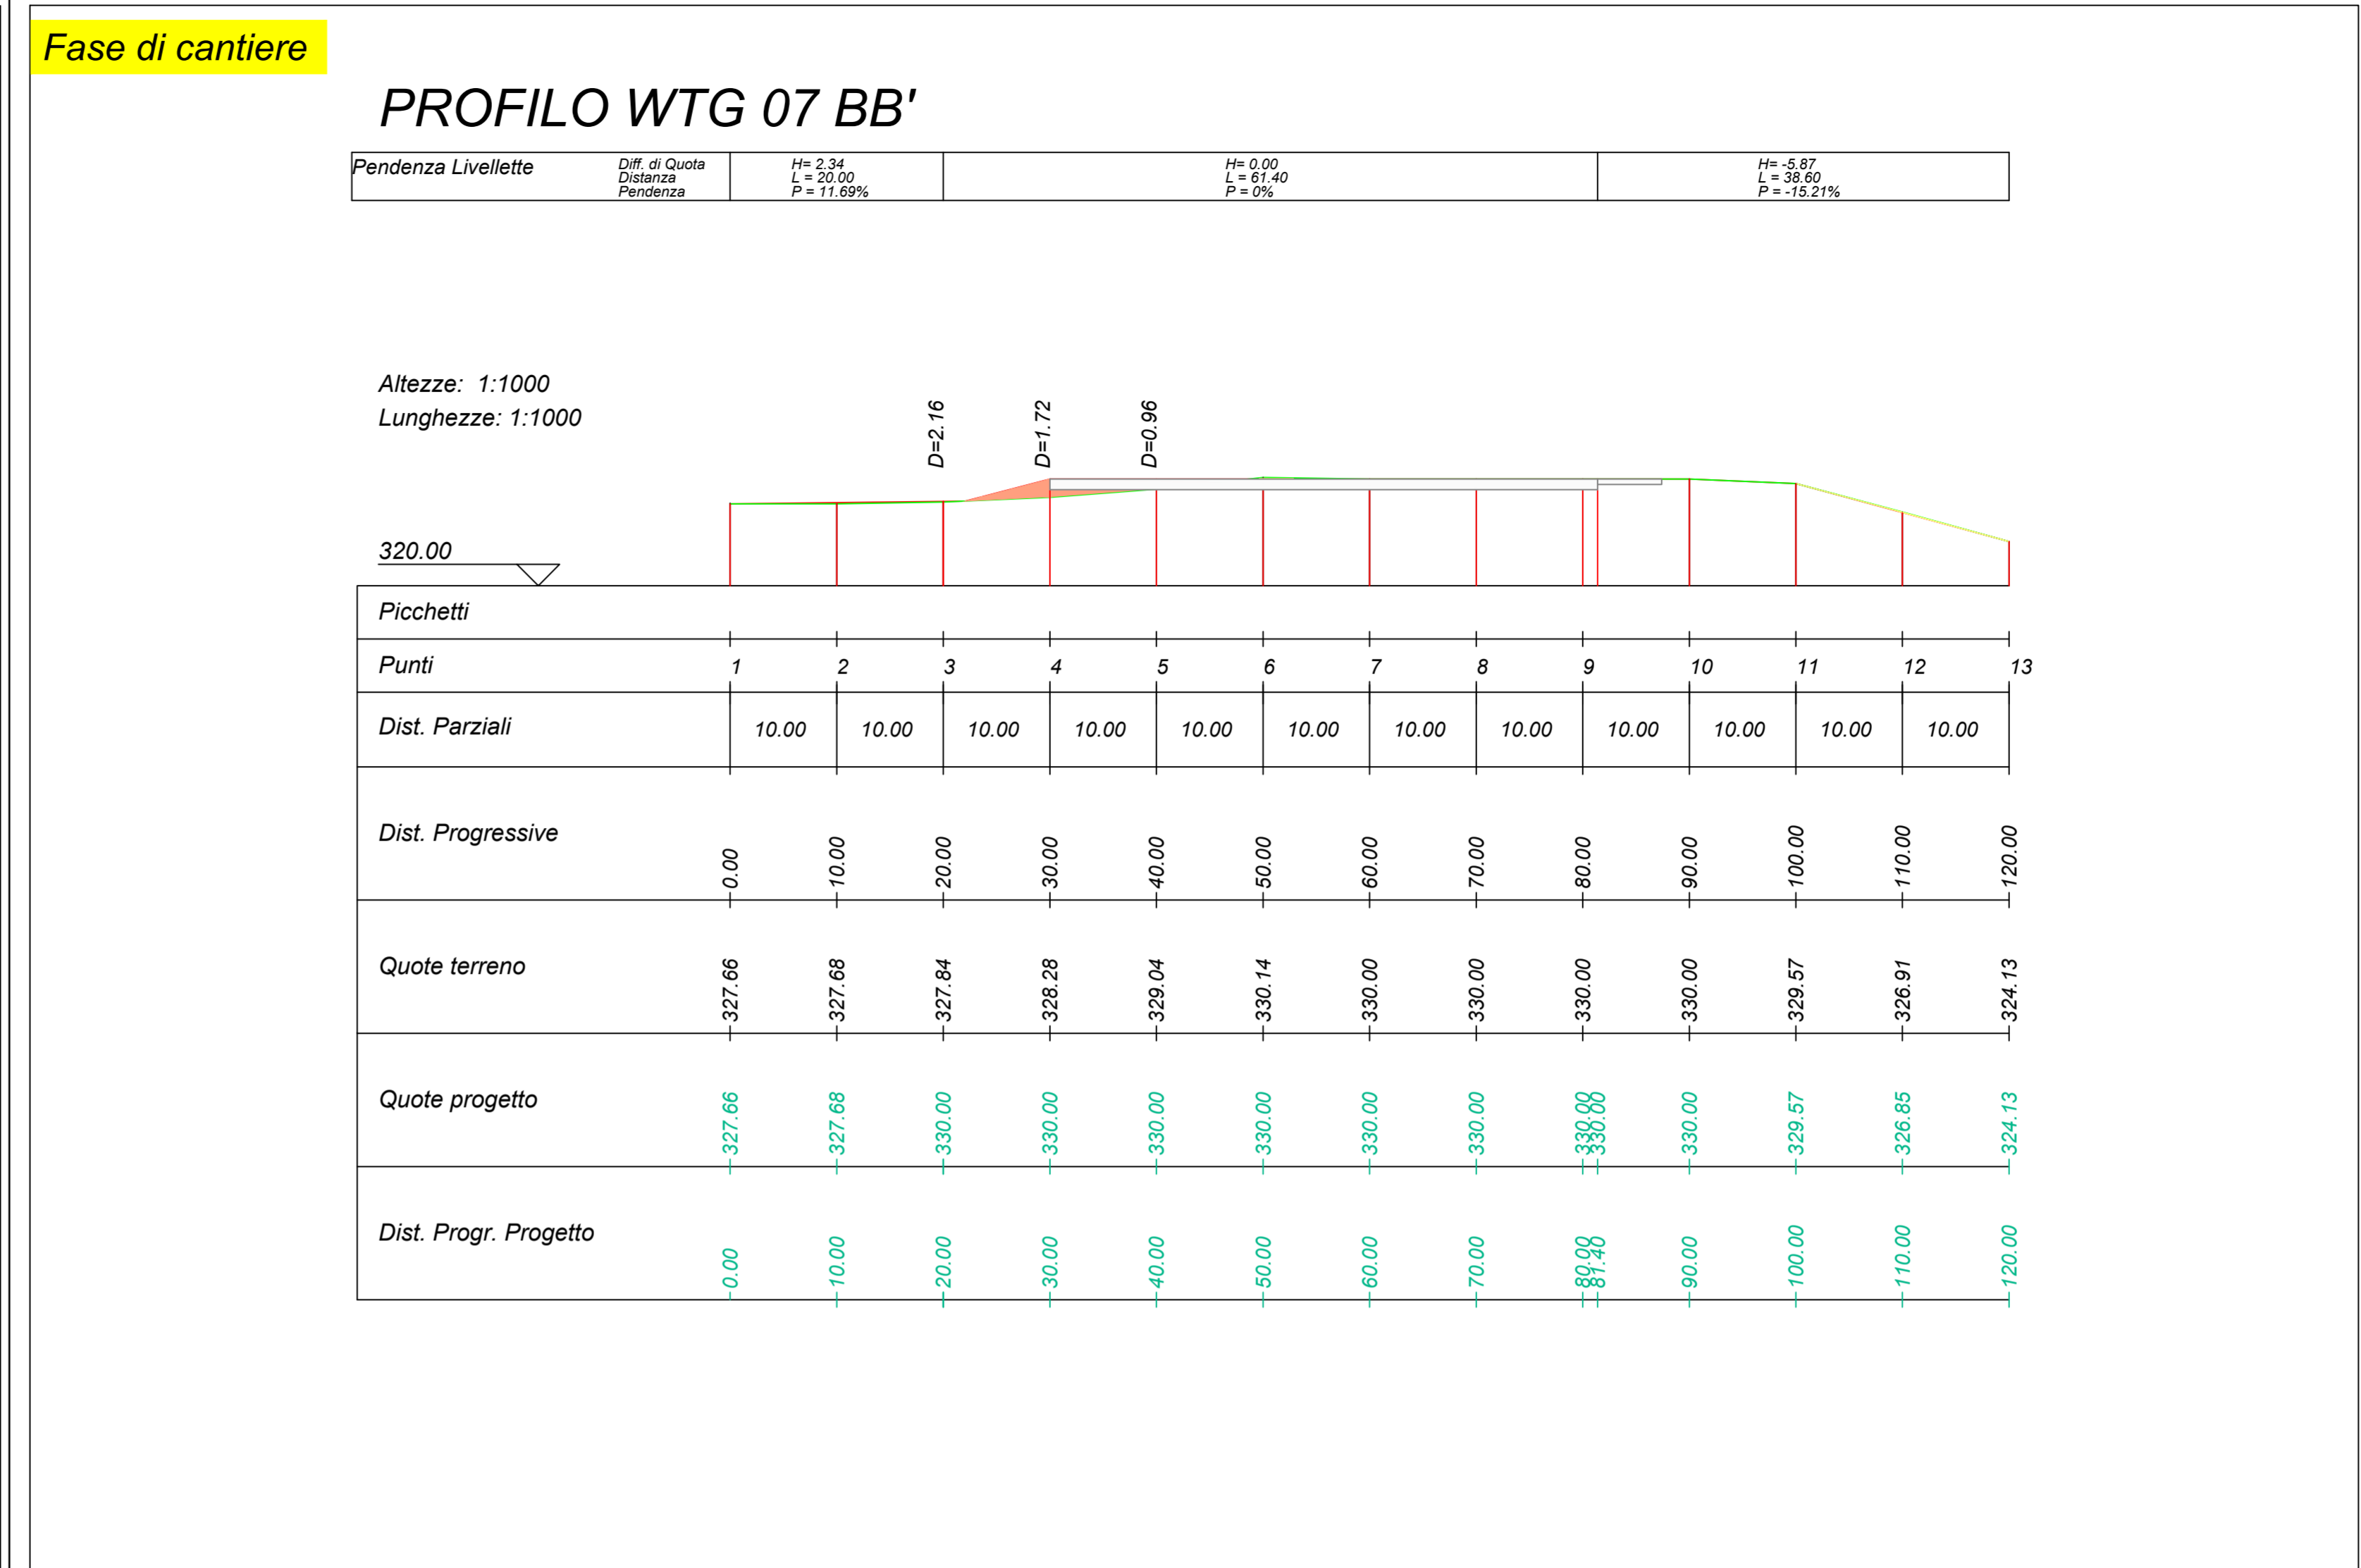 Fase di cantiere
PROFILO WTG 07 BB'
Pendenza Livellette
Diff. di Quota
Distanza
Pendenza
H= 2.34
L = 20.00
P = 11.69%
H= 0.00
L = 61.40
P = 0%
H= -5.87
L = 38.60
P = -15.21%
Altezze: 1:1000
Lunghezze: 1:1000
D=2.16
D=1.72
D=0.96
320.00
Picchetti
Punti 1 2 3 4 5 6 7 8 9 10 11 12 13
Dist. Parziali 10.00 10.00 10.00 10.00 10.00 10.00 10.00 10.00 10.00 10.00 10.00 10.00
Dist. Progressive 0.00 10.00 20.00 30.00 40.00 50.00 60.00 70.00 80.00 90.00 100.00 110.00 120.00
Quote terreno 327.66 327.68 327.84 328.28 329.04 330.14 330.00 330.00 330.00 330.00 329.57 326.91 324.13
Quote progetto 327.66 327.68 330.00 330.00 330.00 330.00 330.00 330.00 330.00 330.00 330.00 329.57 326.85 324.13
Dist. Progr. Progetto 0.00 10.00 20.00 30.00 40.00 50.00 60.00 70.00 80.00 81.40 90.00 100.00 110.00 120.00